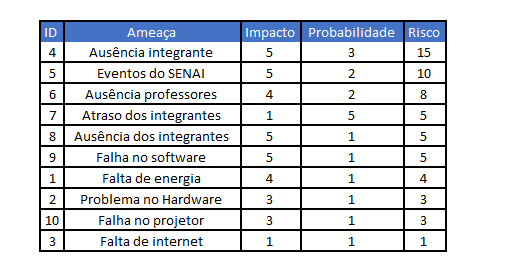 ID Ameaça Impacto Probabilidade Risco
4 Ausência integrante 5 3 15
5 Eventos do SENAI 5 2 10
6 Ausência professores 4 2 8
7 Atraso dos integrantes 1 5 5
8 Ausência dos integrantes 5 1 5
9 Falha no software 5 1 5
1 Falta de energia 4 1 4
2 Problema no Hardware 3 1 3
10 Falha no projetor 3 1 3
3 Falta de internet 1 1 1